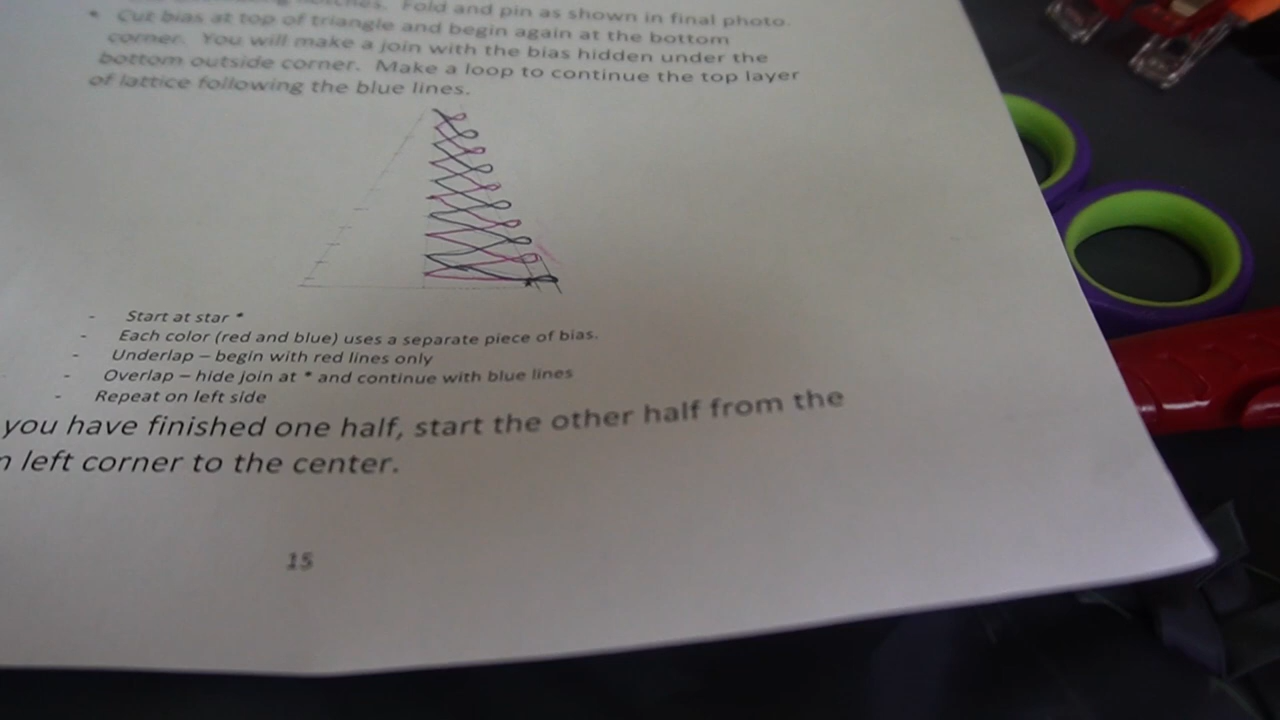 notches. Fold and pin as shown in final photo.
• Cut bias at top of triangle and begin again at the bottom
corner. You will make a join with the bias hidden under the
bottom outside corner. Make a loop to continue the top layer
of lattice following the blue lines.
- Start at star *
- Each color (red and blue) uses a separate piece of bias.
- Underlap – begin with red lines only
- Overlap – hide join at * and continue with blue lines
- Repeat on left side
you have finished one half, start the other half from the
left corner to the center.
15